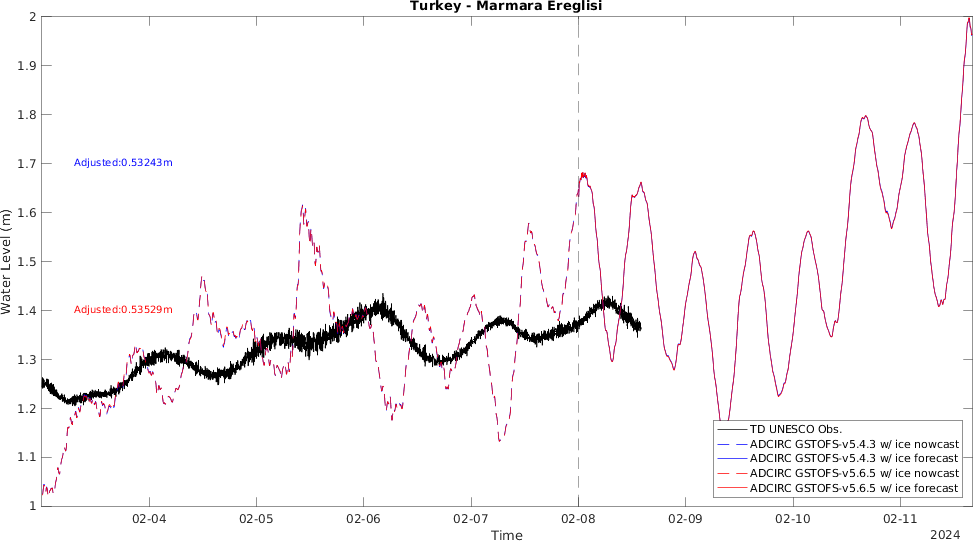 Turkey - Marmara Ereglisi
2
1.9
1.8
1.7
1.6
1.5
1.4
1.3
1.2
1.1
1
Water Level (m)
Adjusted:0.53243m
Adjusted:0.53529m
TD UNESCO Obs.
ADCIRC GSTOFS-v5.4.3 w/ ice nowcast
ADCIRC GSTOFS-v5.4.3 w/ ice forecast
ADCIRC GSTOFS-v5.6.5 w/ ice nowcast
ADCIRC GSTOFS-v5.6.5 w/ ice forecast
02-04 02-05 02-06 02-07 02-08 02-09 02-10 02-11
Time
2024